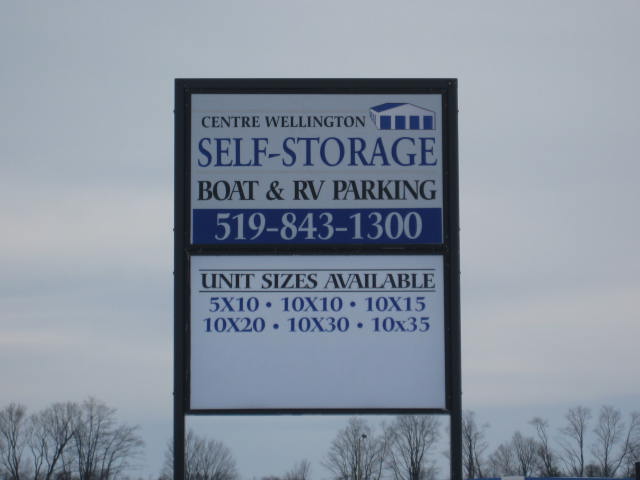 CENTRE WELLINGTON
SELF-STORAGE
BOAT & RV PARKING
519-843-1300
UNIT SIZES AVAILABLE
5X10 • 10X10 • 10X15
10X20 • 10X30 • 10x35